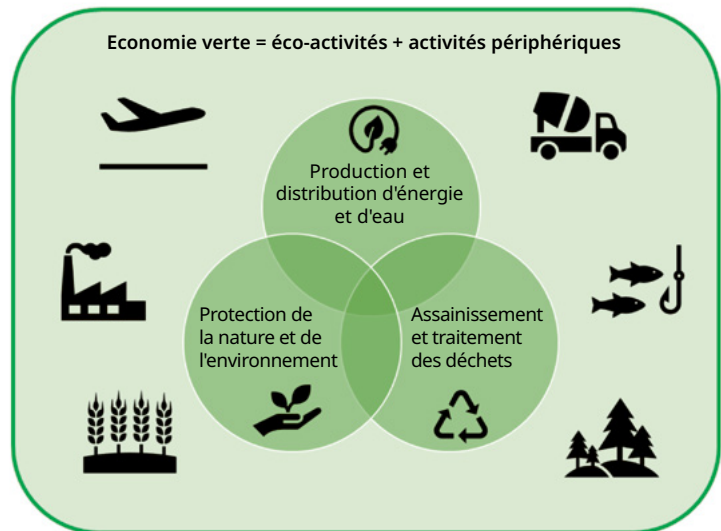 Economie verte = éco-activités + activités périphériques
Production et
distribution d'énergie
et d'eau
Protection de
la nature et de
l'environnement
Assainissement
et traitement
des déchets